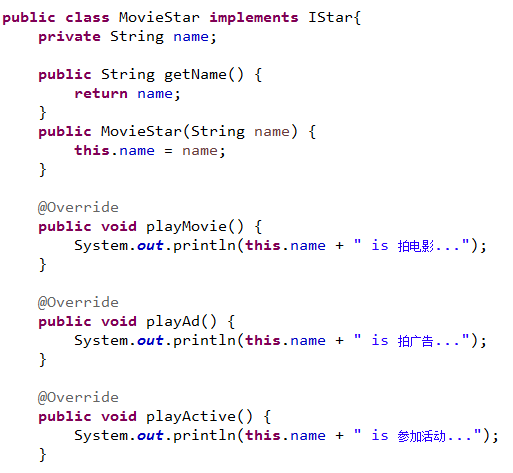 public class MovieStar implements IStar{
    private String name;

    public String getName() {
        return name;
    }
    public MovieStar(String name) {
        this.name = name;
    }

    @Override
    public void playMovie() {
        System.out.println(this.name + " is 拍电影...");
    }

    @Override
    public void playAd() {
        System.out.println(this.name + " is 拍广告...");
    }

    @Override
    public void playActive() {
        System.out.println(this.name + " is 参加活动...");
    }